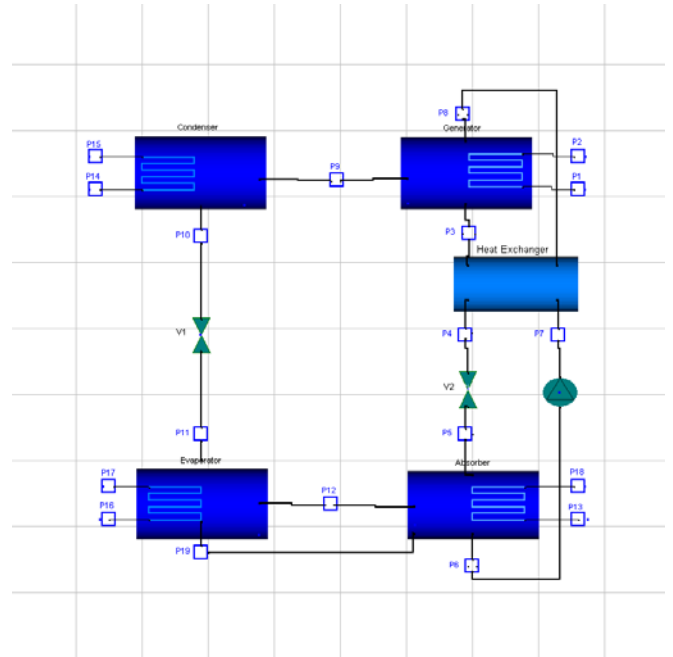 Condenser
Generator
P8
P15
P14
P9
P2
P1
P10
P3
Heat Exchanger
V1
P4
P7
V2
P11
P5
Evaporator
Absorber
P17
P16
P12
P18
P13
P19
P6